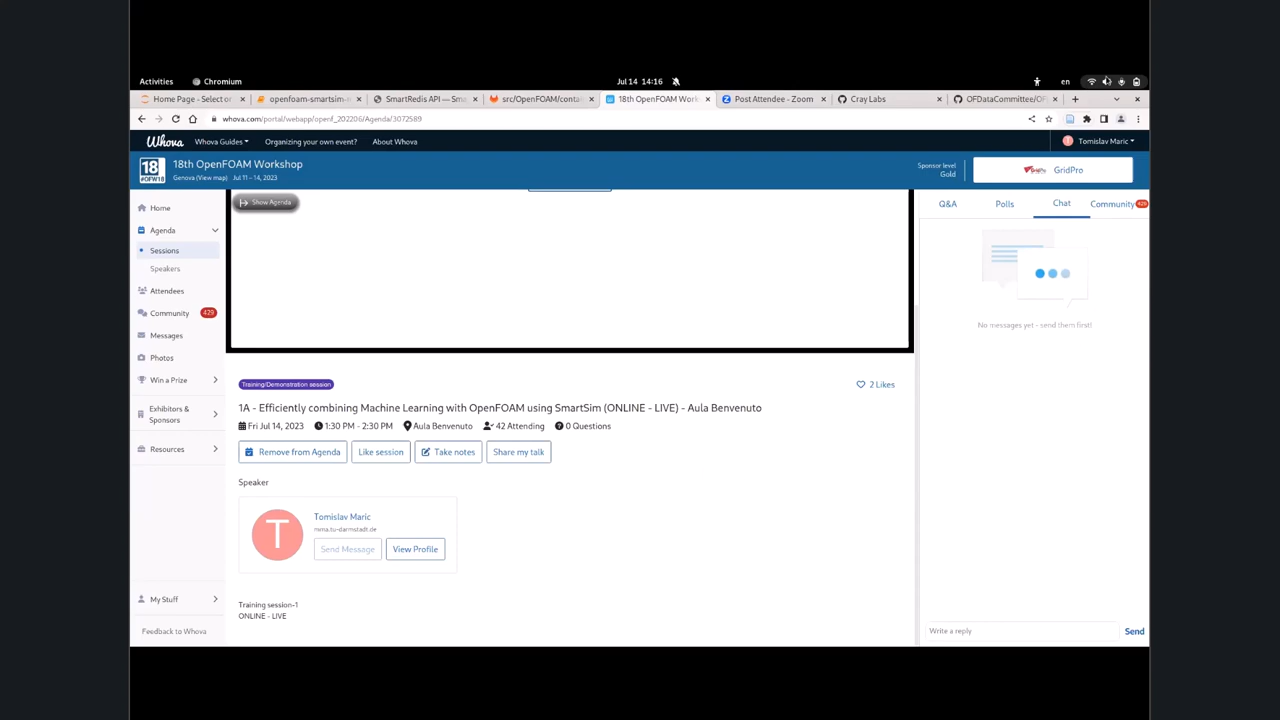 Activities
Chromium
Jul 14 14:16
en
Home Page - Select or
openfoam-smartsim-m
SmartRedis API — Sma
src/OpenFOAM/conta
18th OpenFOAM Work
Post Attendee - Zoom
Cray Labs
OFDataCommittee/OF
whova.com/portal/webapp/openf_202206/Agenda/3072589
Whova
Whova Guides
Organizing your own event?
About Whova
Tomislav Maric
18
#OFW18
18th OpenFOAM Workshop
Genova (View map) Jul 11 – 14, 2023
Sponsor level
Gold
GridPro
Show Agenda
Home
Agenda
Sessions
Speakers
Attendees
Community
429
Messages
Photos
Win a Prize
Exhibitors &
Sponsors
Resources
My Stuff
Feedback to Whova
Training/Demonstration session
2 Likes
1A - Efficiently combining Machine Learning with OpenFOAM using SmartSim (ONLINE - LIVE) - Aula Benvenuto
Fri Jul 14, 2023 1:30 PM - 2:30 PM Aula Benvenuto 42 Attending 0 Questions
Remove from Agenda
Like session
Take notes
Share my talk
Speaker
T
Tomislav Maric
mma.tu-darmstadt.de
Send Message
View Profile
Training session-1
ONLINE - LIVE
Q&A
Polls
Chat
Community
No messages yet - send them first!
Write a reply
Send